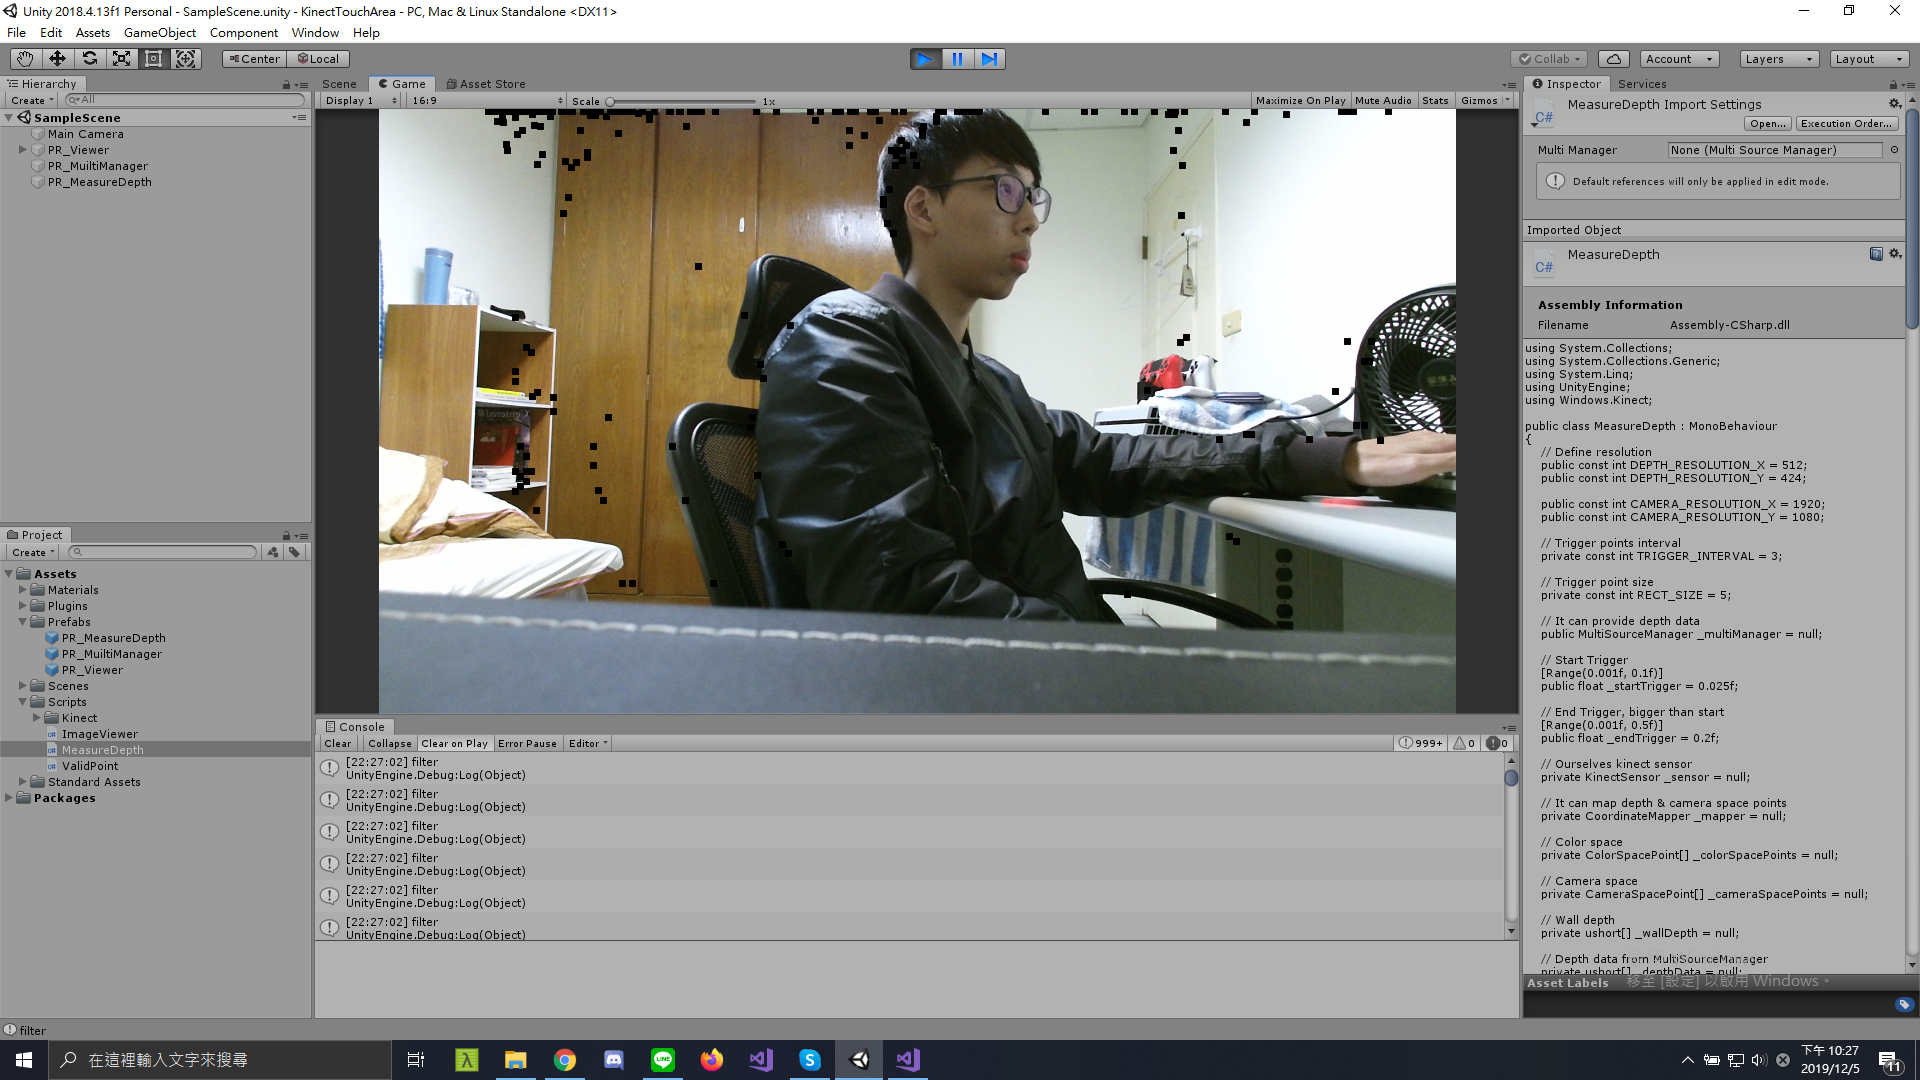 Unity 2018.4.13f1 Personal - SampleScene.unity - KinectTouchArea - PC, Mac & Linux Standalone <DX11>
File Edit Assets GameObject Component Window Help
Center Local
Collab Account Layers Layout
Hierarchy
Create All
SampleScene
Main Camera
PR_Viewer
PR_MuiltiManager
PR_MeasureDepth
Scene Game Asset Store
Display 1 16:9 Scale 1x Maximize On Play Mute Audio Stats Gizmos
Project
Create
Assets
Materials
Plugins
Prefabs
PR_MeasureDepth
PR_MuiltiManager
PR_Viewer
Scenes
Scripts
Kinect
ImageViewer
MeasureDepth
ValidPoint
Standard Assets
Packages
Console
Clear Collapse Clear on Play Error Pause Editor 999+ 0 0
[22:27:02] filter
UnityEngine.Debug:Log(Object)
[22:27:02] filter
UnityEngine.Debug:Log(Object)
[22:27:02] filter
UnityEngine.Debug:Log(Object)
[22:27:02] filter
UnityEngine.Debug:Log(Object)
[22:27:02] filter
UnityEngine.Debug:Log(Object)
[22:27:02] filter
UnityEngine.Debug:Log(Object)
Inspector Services
C# MeasureDepth Import Settings
Open... Execution Order...
Multi Manager None (Multi Source Manager)
Default references will only be applied in edit mode.
Imported Object
C# MeasureDepth
Assembly Information
Filename Assembly-CSharp.dll
using System.Collections;
using System.Collections.Generic;
using System.Linq;
using UnityEngine;
using Windows.Kinect;
public class MeasureDepth : MonoBehaviour
{
// Define resolution
public const int DEPTH_RESOLUTION_X = 512;
public const int DEPTH_RESOLUTION_Y = 424;
public const int CAMERA_RESOLUTION_X = 1920;
public const int CAMERA_RESOLUTION_Y = 1080;
// Trigger points interval
private const int TRIGGER_INTERVAL = 3;
// Trigger point size
private const int RECT_SIZE = 5;
// It can provide depth data
public MultiSourceManager _multiManager = null;
// Start Trigger
[Range(0.001f, 0.1f)]
public float _startTrigger = 0.025f;
// End Trigger, bigger than start
[Range(0.001f, 0.5f)]
public float _endTrigger = 0.2f;
// Ourselves kinect sensor
private KinectSensor _sensor = null;
// It can map depth & camera space points
private CoordinateMapper _mapper = null;
// Color space
private ColorSpacePoint[] _colorSpacePoints = null;
// Camera space
private CameraSpacePoint[] _cameraSpacePoints = null;
// Wall depth
private ushort[] _wallDepth = null;
// Depth data from MultiSourceManager
private ushort[] _depthData = null;
Asset Labels
移至 [設定] 以啟用 Windows。
filter
在這裡輸入文字來搜尋
下午 10:27
2019/12/5
11